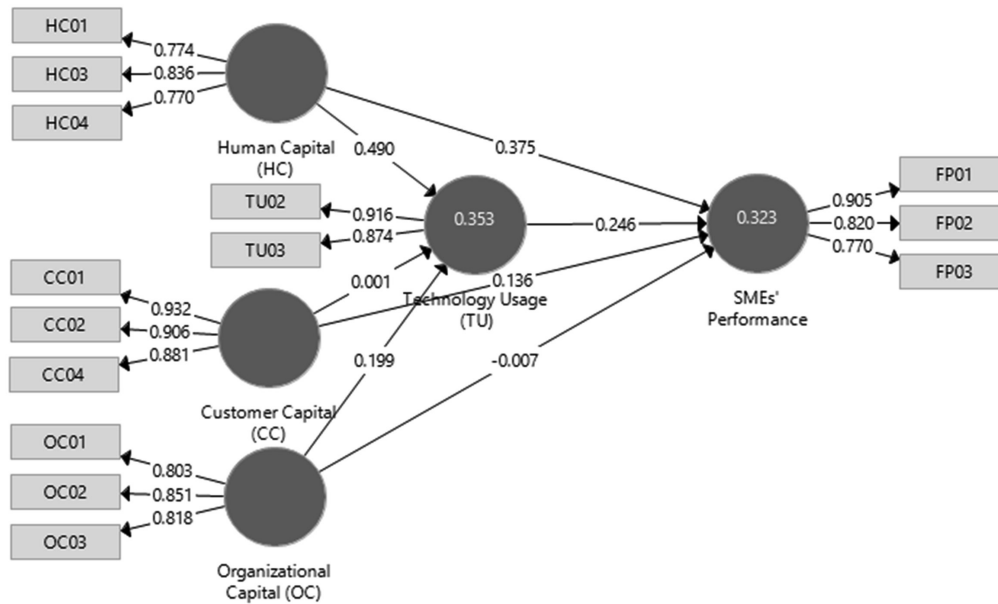 HC01
0.774
HC03
0.836
HC04
0.770
Human Capital
(HC)
0.490
0.375
TU02
0.916
TU03
0.874
0.353
0.246
0.323
FP01
0.905
FP02
0.820
FP03
0.770
CC01
0.932
CC02
0.906
CC04
0.881
0.001
0.136
Technology Usage
(TU)
SMEs'
Performance
0.199
-0.007
Customer Capital
(CC)
OC01
0.803
OC02
0.851
OC03
0.818
Organizational
Capital (OC)